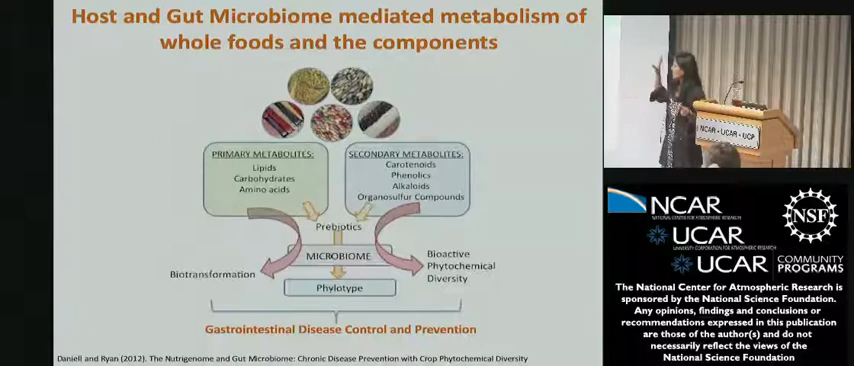 Host and Gut Microbiome mediated metabolism of
whole foods and the components
PRIMARY METABOLITES:
Lipids
Carbohydrates
Amino acids
SECONDARY METABOLITES:
Carotenoids
Phenolics
Alkaloids
Organosulfur Compounds
Prebiotics
MICROBIOME
Biotransformation
Bioactive
Phytochemical
Diversity
Phylotype
Gastrointestinal Disease Control and Prevention
Daniell and Ryan (2012). The Nutrigenome and Gut Microbiome: Chronic Disease Prevention with Crop Phytochemical Diversity
NCAR • UCAR • UCP
NCAR
NATIONAL CENTER FOR ATMOSPHERIC RESEARCH
NSF
UCAR
UNIVERSITY CORPORATION FOR ATMOSPHERIC RESEARCH
UCAR
COMMUNITY
PROGRAMS
The National Center for Atmospheric Research is
sponsored by the National Science Foundation.
Any opinions, findings and conclusions or
recommendations expressed in this publication
are those of the author(s) and do not
necessarily reflect the views of the
National Science Foundation